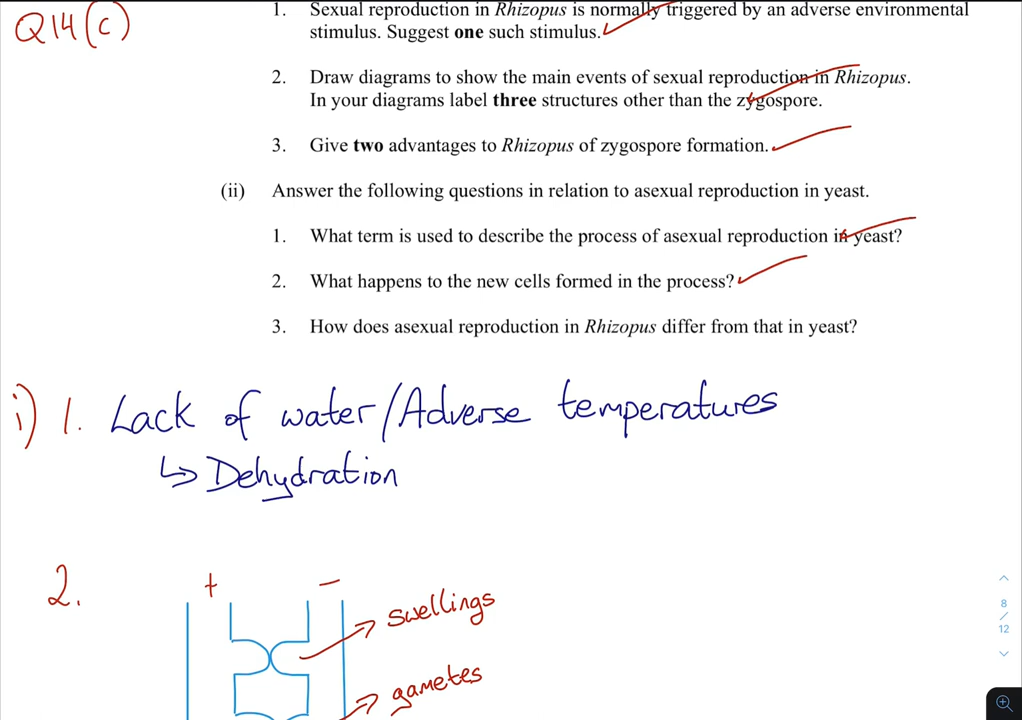 Q14(c)
1. Sexual reproduction in Rhizopus is normally triggered by an adverse environmental
stimulus. Suggest one such stimulus.
2. Draw diagrams to show the main events of sexual reproduction in Rhizopus.
In your diagrams label three structures other than the zygospore.
3. Give two advantages to Rhizopus of zygospore formation.
(ii) Answer the following questions in relation to asexual reproduction in yeast.
1. What term is used to describe the process of asexual reproduction in yeast?
2. What happens to the new cells formed in the process?
3. How does asexual reproduction in Rhizopus differ from that in yeast?
i) 1. Lack of water/Adverse temperatures
↳ Dehydration
2.
+ −
→ swellings
→ gametes
8
/
12